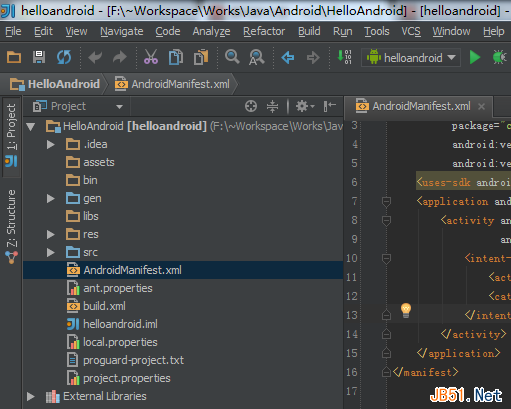 helloandroid - [F:\~Workspace\Works\Java\Android\HelloAndroid] - [helloandroid] -
File Edit View Navigate Code Analyze Refactor Build Run Tools VCS Window Help
helloandroid
HelloAndroid AndroidManifest.xml
1: Project
Z: Structure
Project
HelloAndroid [helloandroid] (F:\~Workspace\Works\Jav
.idea
assets
bin
gen
libs
res
src
AndroidManifest.xml
ant.properties
build.xml
helloandroid.iml
local.properties
proguard-project.txt
project.properties
External Libraries
AndroidManifest.xml
3 package="c
4 android:ve
5 android:ve
6 <uses-sdk androi
7 <application and
8 <activity an
9 an
10 <intent-
11 <act
12 <cat
13 </intent
14 </activity>
15 </application>
16 </manifest>
17
JB51.Net